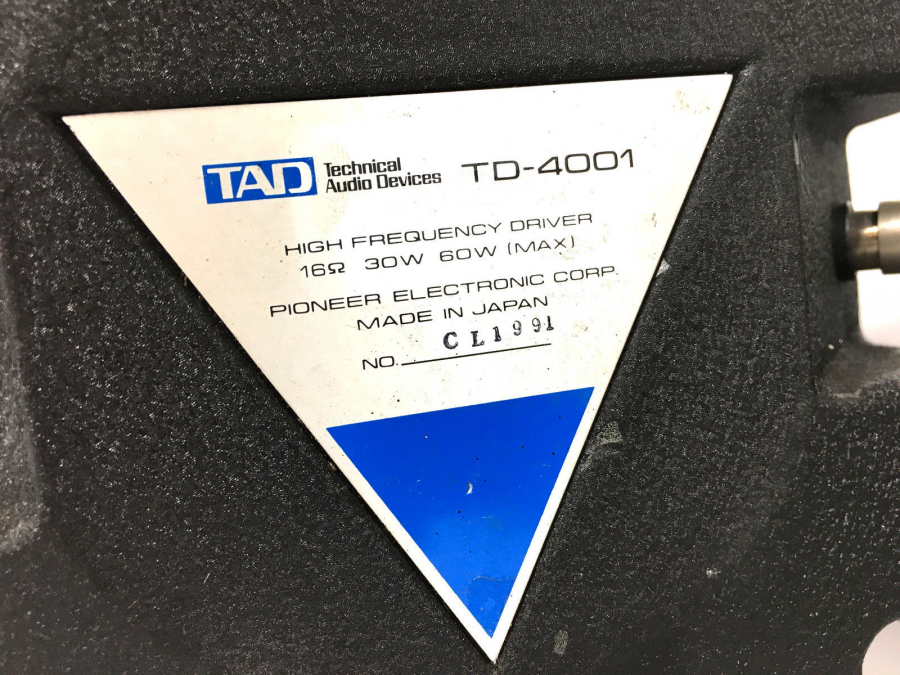 TAD Technical Audio Devices TD-4001
HIGH FREQUENCY DRIVER
16Ω 30W 60W (MAX)
PIONEER ELECTRONIC CORP.
MADE IN JAPAN
NO. CL1991